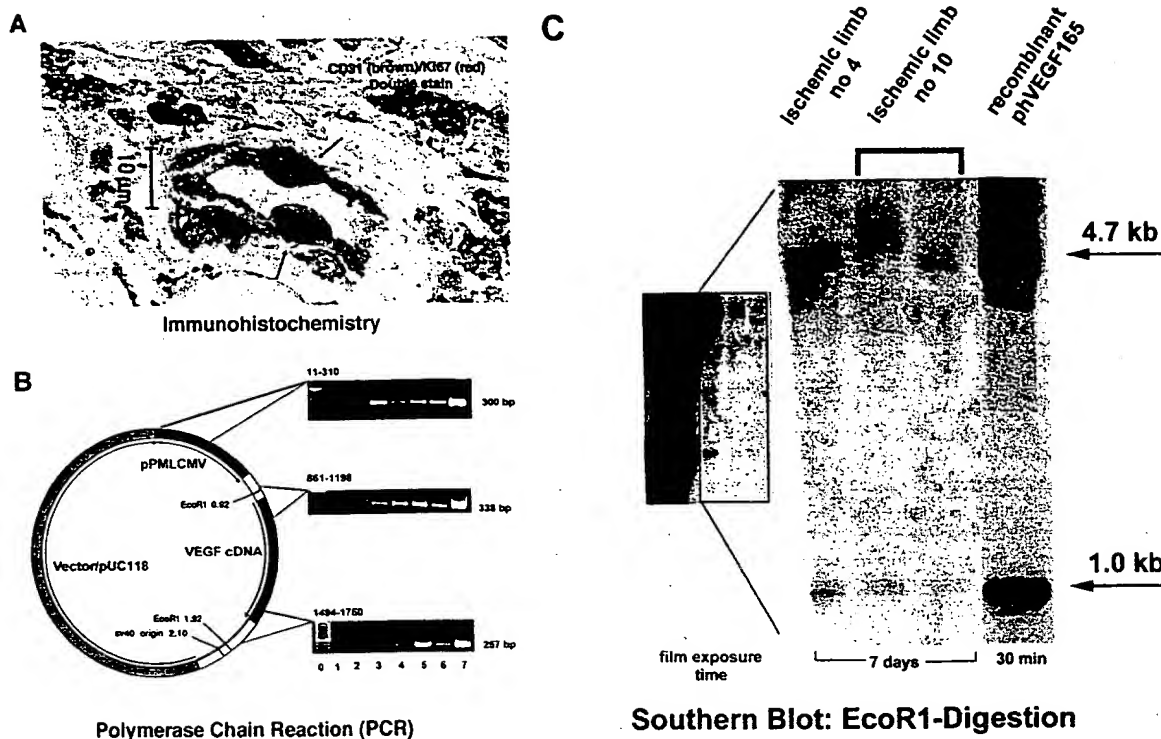 A
CD31 (brown)/Ki67 (red)
Double stain
10 µm
Immunohistochemistry
B
11-310
300 bp
pPMLCMV
861-1198
EcoR1 0.92
338 bp
VEGF cDNA
Vector/pUC118
EcoR1 1.92
sv40 origin 2.10
1494-1750
257 bp
0 1 2 3 4 5 6 7
Polymerase Chain Reaction (PCR)
C
Ischemic limb
no 4
Ischemic limb
no 10
recombinant
phVEGF165
4.7 kb
1.0 kb
film exposure
time
7 days
30 min
Southern Blot: EcoR1-Digestion